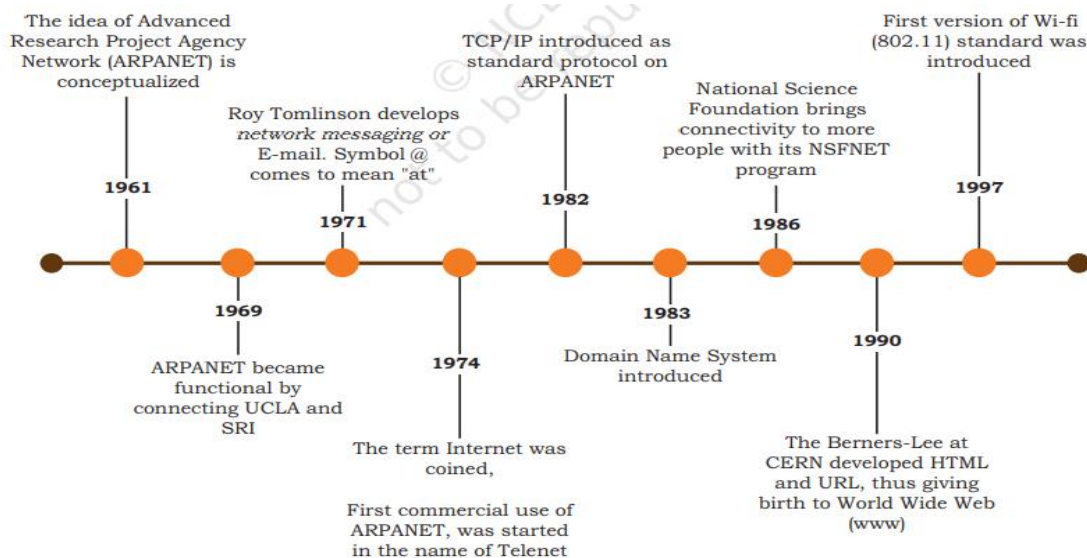 The idea of Advanced
Research Project Agency
Network (ARPANET) is
conceptualized
1961
1969
ARPANET became
functional by
connecting UCLA and
SRI
Roy Tomlinson develops
network messaging or
E-mail. Symbol @
comes to mean "at"
1971
1974
The term Internet was
coined,
First commercial use of
ARPANET, was started
in the name of Telenet
TCP/IP introduced as
standard protocol on
ARPANET
1982
1983
Domain Name System
introduced
National Science
Foundation brings
connectivity to more
people with its NSFNET
program
1986
1990
The Berners-Lee at
CERN developed HTML
and URL, thus giving
birth to World Wide Web
(www)
First version of Wi-fi
(802.11) standard was
introduced
1997
not to be repu